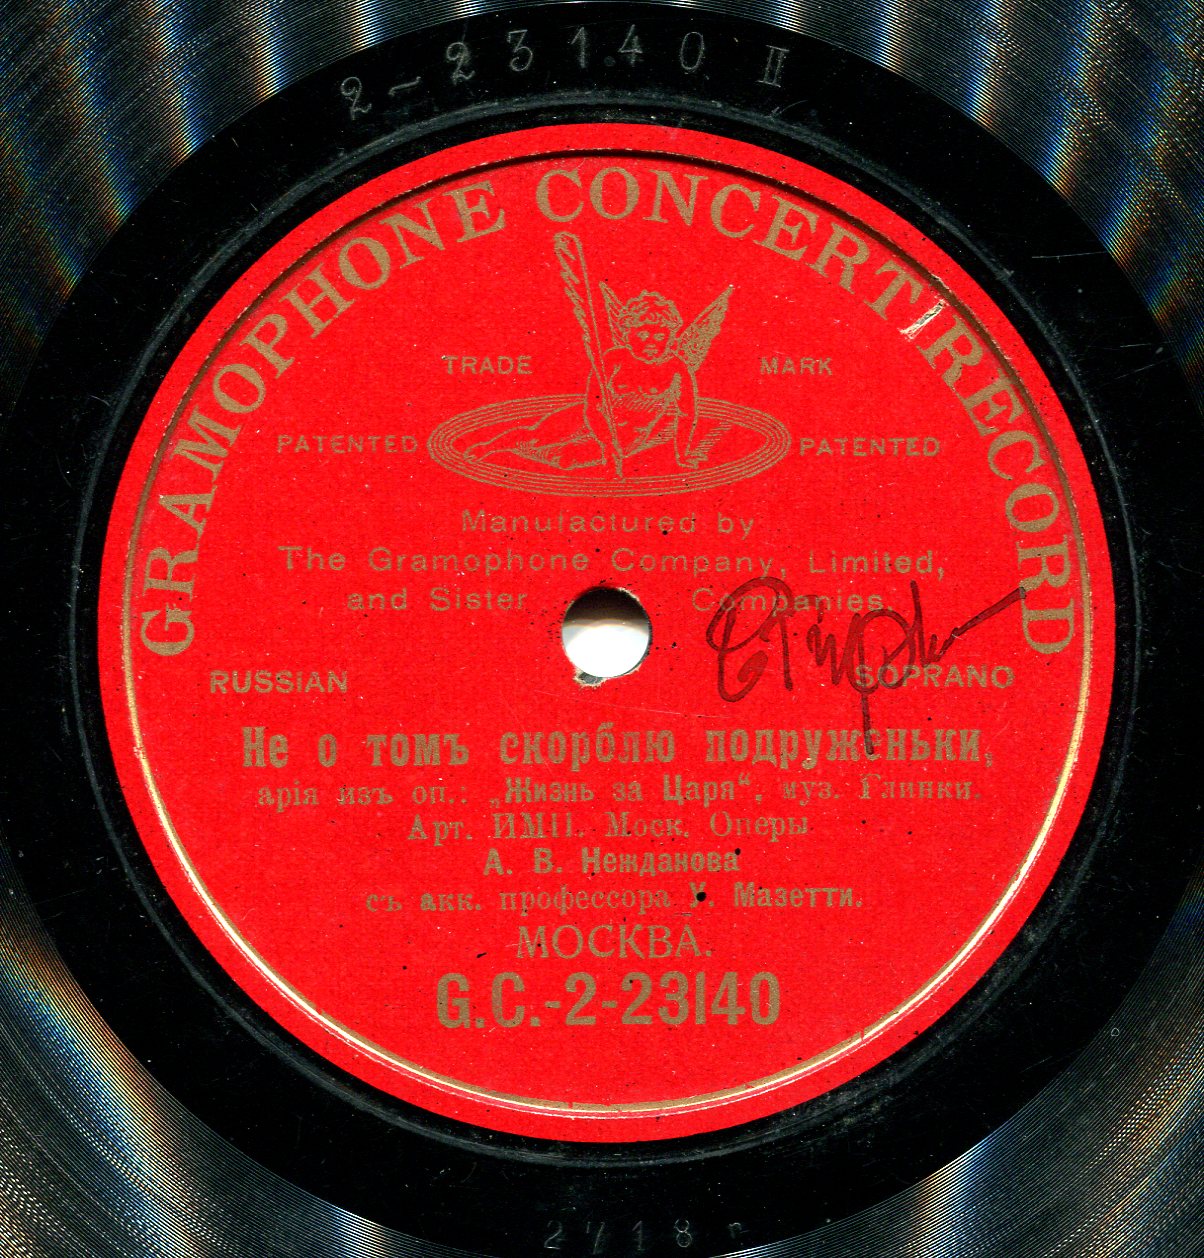 2-23140 II
GRAMOPHONE CONCERT RECORD
TRADE MARK
PATENTED PATENTED
Manufactured by
The Gramophone Company, Limited,
and Sister Companies.
RUSSIAN SOPRANO
Не о томъ скорблю подруженьки,
арія изъ оп.: „Жизнь за Царя“, муз. Глинки.
Арт. ИМП. Моск. Оперы
А. В. Нежданова
съ акк. профессора У. Мазетти.
МОСКВА.
G.C.-2-23140
2718